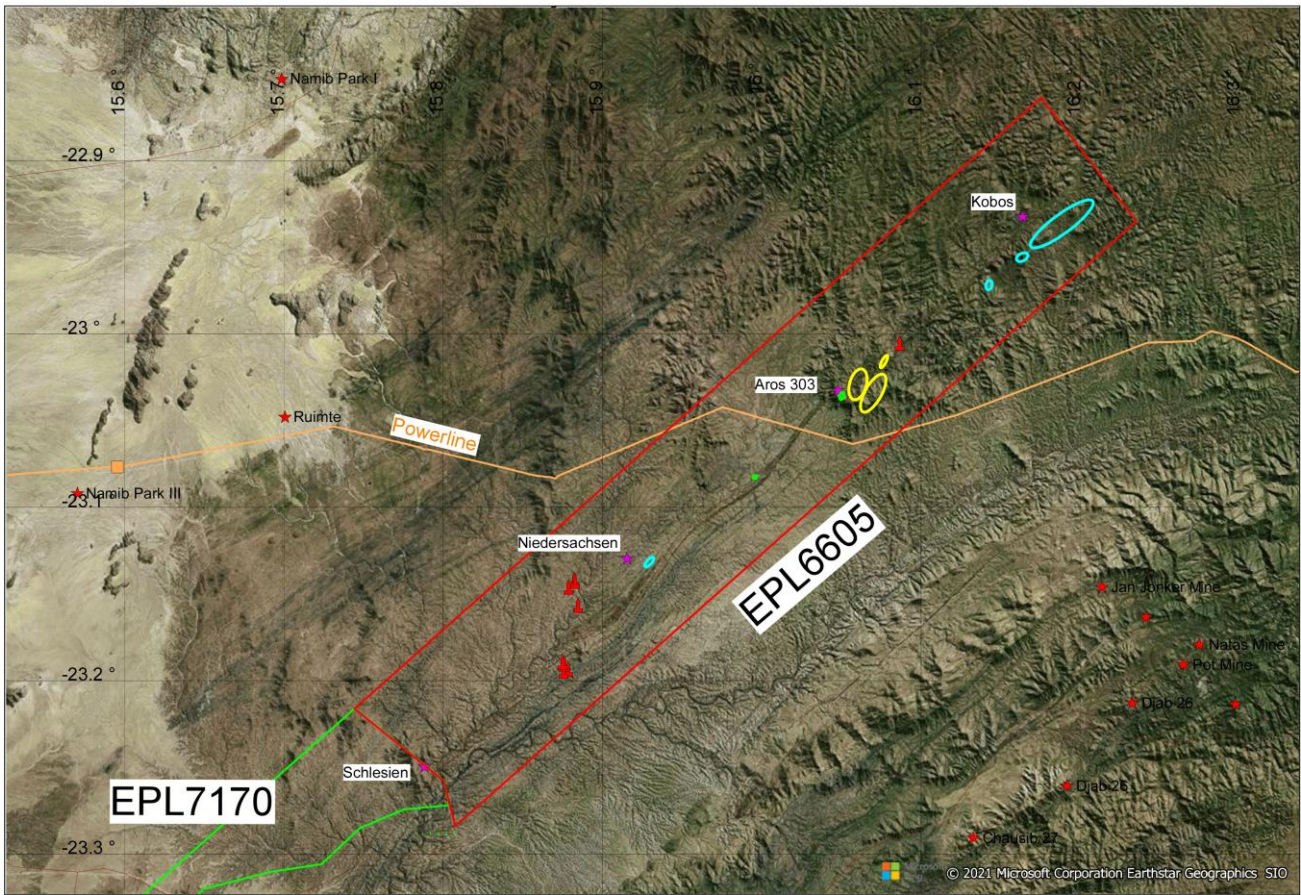 15.6 °
15.7 °
15.8 °
15.9 °
16 °
16.1 °
16.2 °
16.3 °
Namib Park I
-22.9 °
Kobos
-23 °
Aros 303
Ruimte
Powerline
Namib Park III
-23.1 °
Niedersachsen
EPL6605
Jan Jonker Mine
Natas Mine
Pot Mine
-23.2 °
Djab 26
Schlesien
Djab 26
EPL7170
Chausib 27
-23.3 °
© 2021 Microsoft Corporation Earthstar Geographics SIO